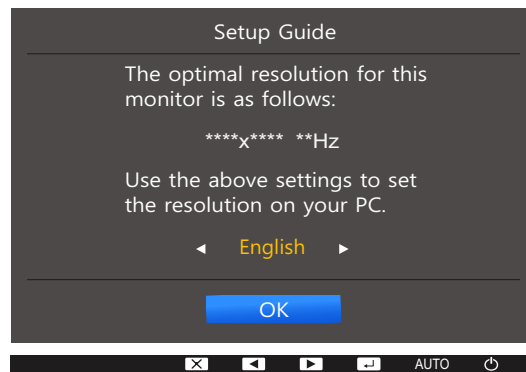 Setup Guide
The optimal resolution for this
monitor is as follows:
****x**** **Hz
Use the above settings to set
the resolution on your PC.
English
OK
AUTO